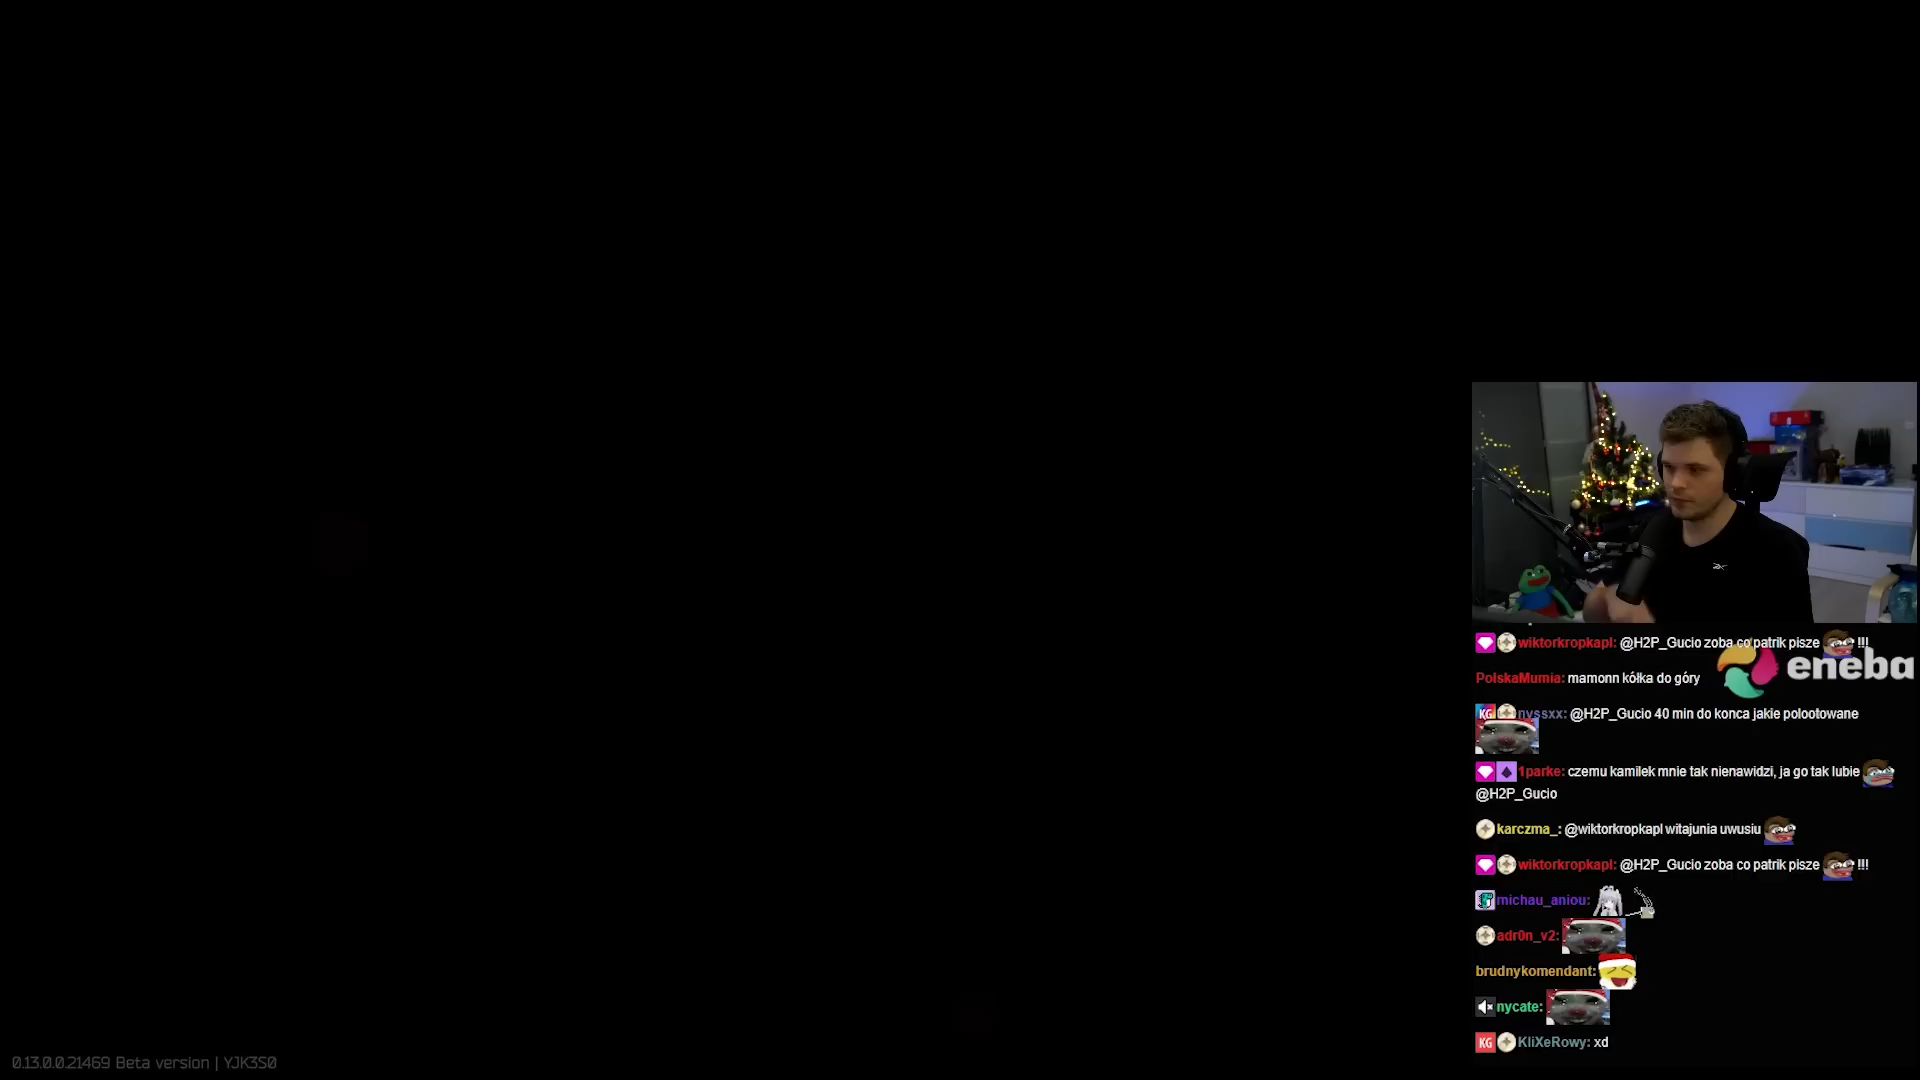 wiktorkropkapl: @H2P_Gucio zoba co patrik pisze !!!
eneba
PolskaMumia: mamonn kółka do góry
KG nyssxx: @H2P_Gucio 40 min do konca jakie polootowane
1parke: czemu kamilek mnie tak nienawidzi, ja go tak lubie
@H2P_Gucio
karczma_: @wiktorkropkapl witajunia uwusiu
wiktorkropkapl: @H2P_Gucio zoba co patrik pisze !!!
michau_aniou:
adr0n_v2:
brudnykomendant:
nycate:
KG KliXeRowy: xd
0.13.0.0.21469 Beta version | YJK3S0